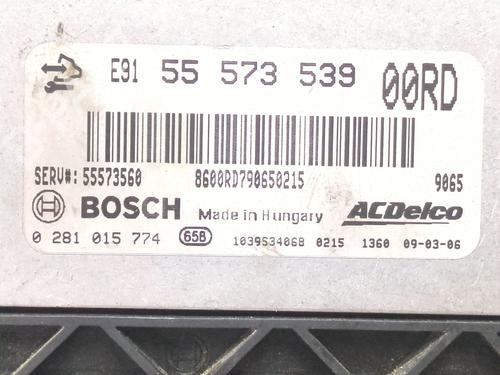 E91 55 573 539 00RD
SERV#: 55573560 8600RD790650215 9065
BOSCH Made in Hungary ACDelco
0 281 015 774 65B 1039S34068 0215 1360 09-03-06